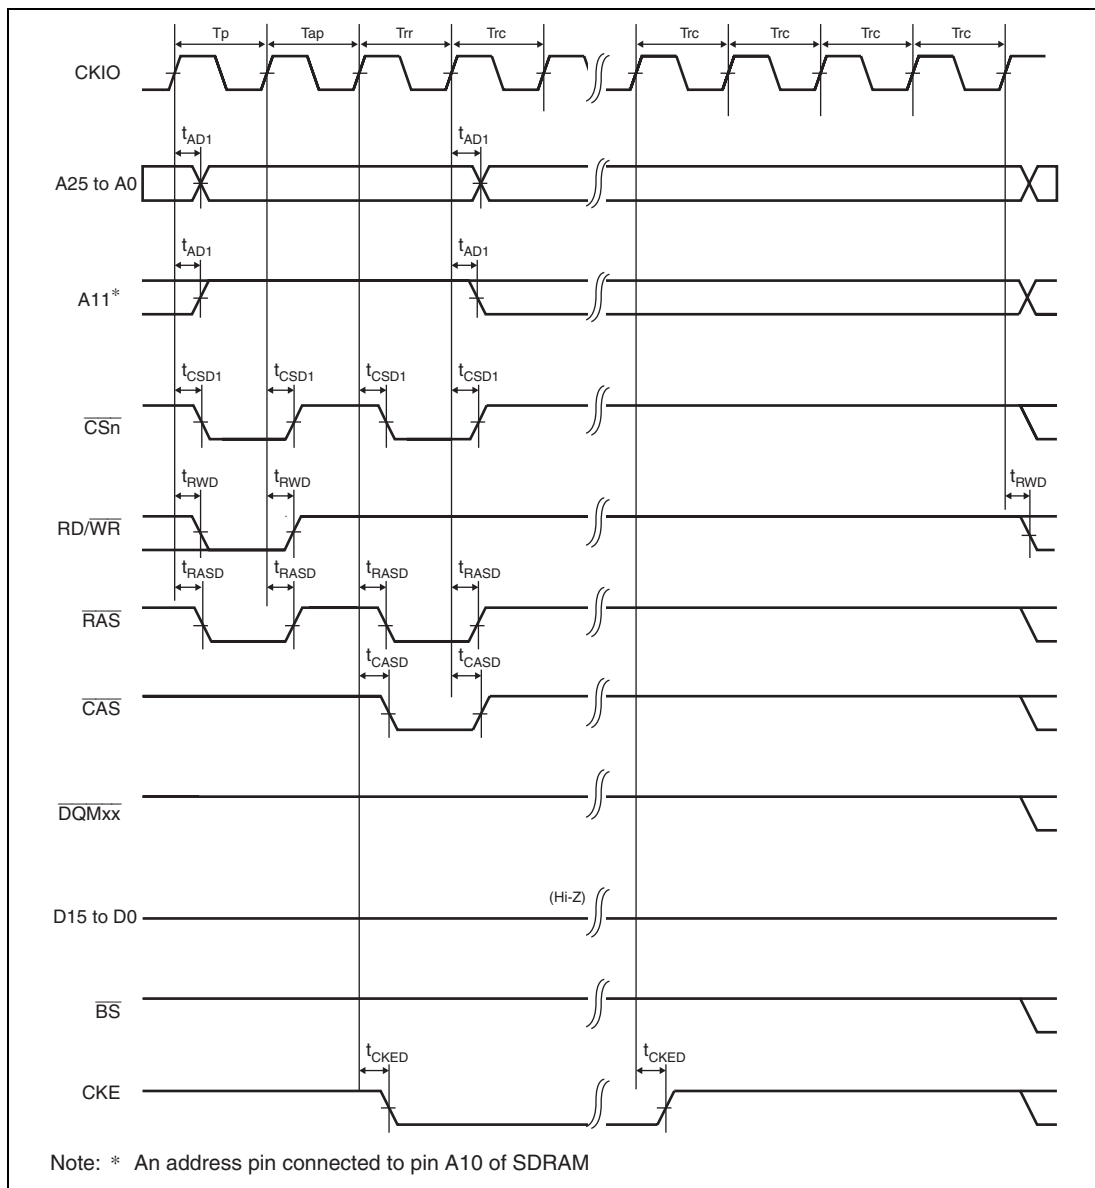 Tp Tap Trr Trc Trc Trc Trc Trc
CKIO
tAD1 tAD1
A25 to A0
tAD1 tAD1
A11*
tCSD1 tCSD1 tCSD1 tCSD1
CSn
tRWD tRWD tRWD
RD/WR
tRASD tRASD tRASD tRASD
RAS
tCASD tCASD
CAS
DQMxx
(Hi-Z)
D15 to D0
BS
tCKED tCKED
CKE
Note: * An address pin connected to pin A10 of SDRAM